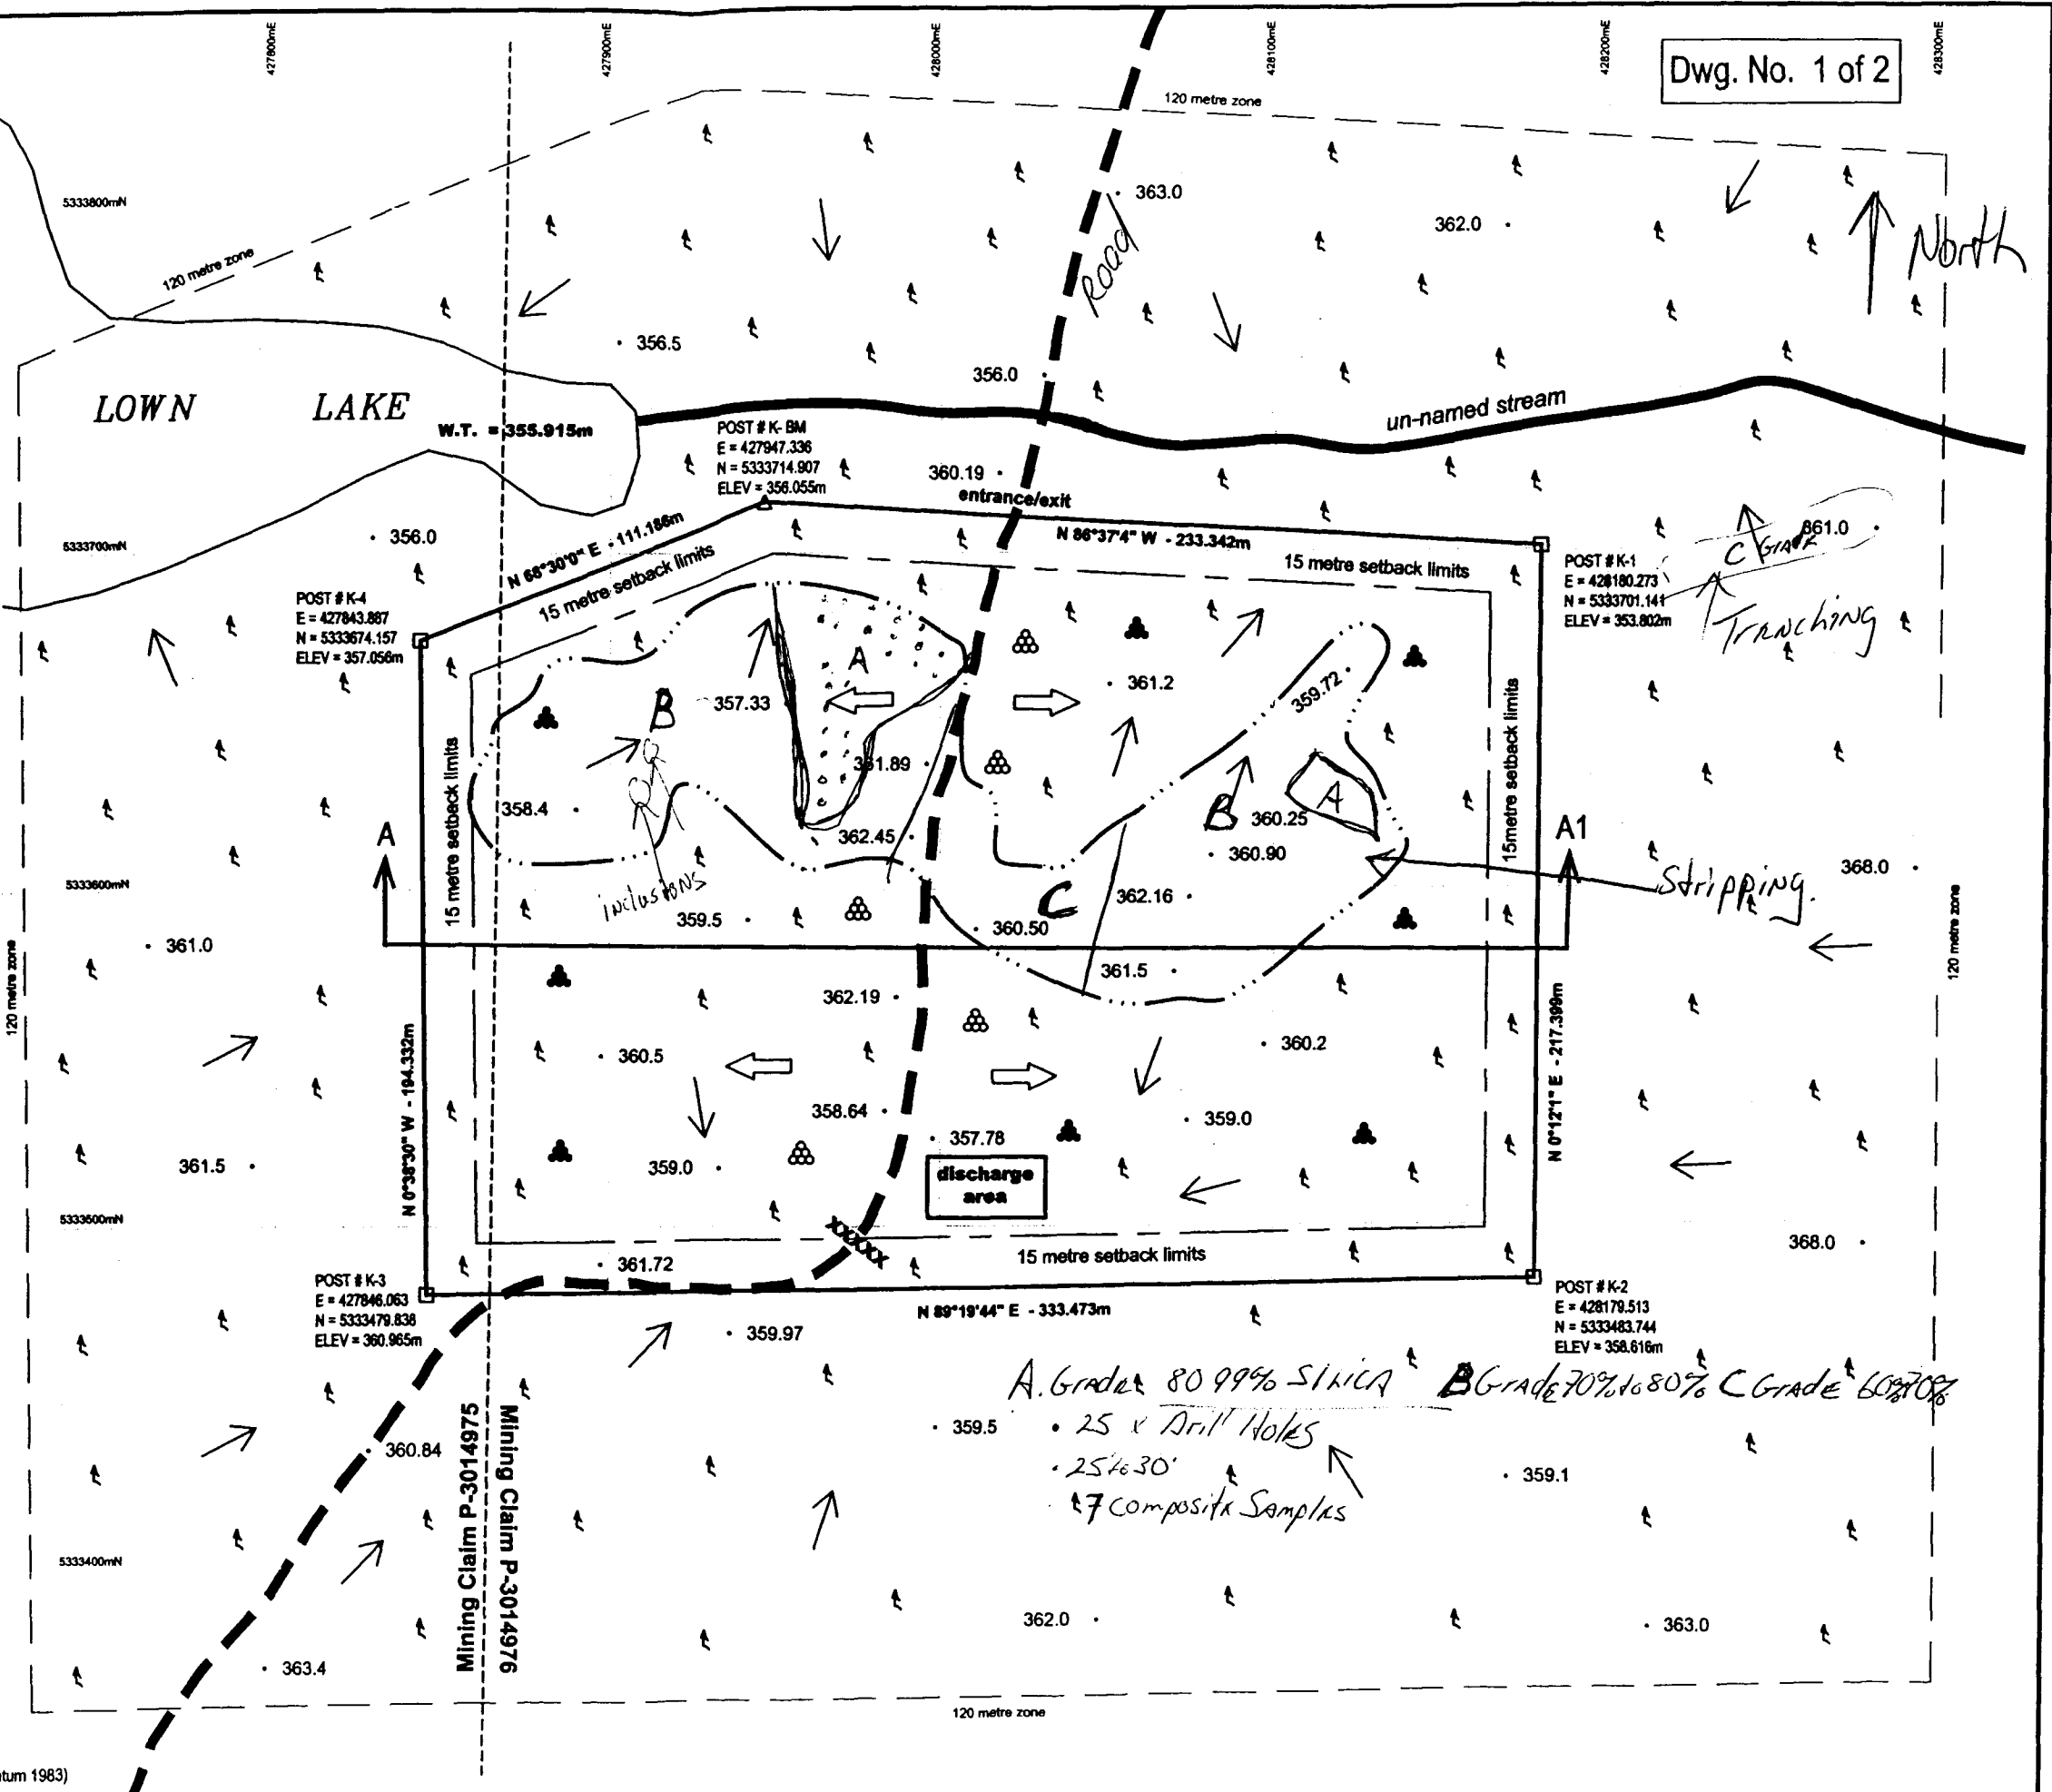 427800mE
427900mE
428000mE
428100mE
428200mE
428300mE
Dwg. No. 1 of 2
120 metre zone
5333800mN
363.0
362.0
North
120 metre zone
Road
356.5
356.0
LOWN LAKE
un-named stream
W.T. = 355.915m
POST # K-BM
E = 427947.336
N = 5333714.907
ELEV = 356.055m
360.19
entrance/exit
N 86°37'4" W - 233.342m
5333700mN
356.0
N 68°30'0" E - 111.186m
15 metre setback limits
15 metre setback limits
861.0
C Grade
POST # K-1
E = 428180.273
N = 5333701.141
ELEV = 353.802m
Trenching
POST # K-4
E = 427843.887
N = 5333674.157
ELEV = 357.056m
A
B
357.33
361.2
359.72
15 metre setback limits
15metre setback limits
358.4
361.89
362.45
B
360.25
A
360.90
A
A1
5333600mN
inclusions
359.5
C
362.16
360.50
Stripping.
368.0
120 metre zone
361.0
361.5
120 metre zone
362.19
360.5
360.2
N 0°38'30" W - 194.332m
N 0°12'1" E - 217.399m
358.64
359.0
357.78
361.5
359.0
discharge
area
5333500mN
XXXXX
15 metre setback limits
368.0
361.72
POST # K-3
E = 427846.063
N = 5333479.838
ELEV = 360.965m
N 89°19'44" E - 333.473m
POST # K-2
E = 428179.513
N = 5333483.744
ELEV = 358.616m
359.97
A. Grade 80 99% Silica B Grade 70% to 80% C Grade 60% 70%
359.5
• 25 x Drill Holes
• 25 to 30'
7 composite Samples
360.84
359.1
Mining Claim P-3014975
Mining Claim P-3014976
5333400mN
362.0
363.0
363.4
120 metre zone
tum 1983)